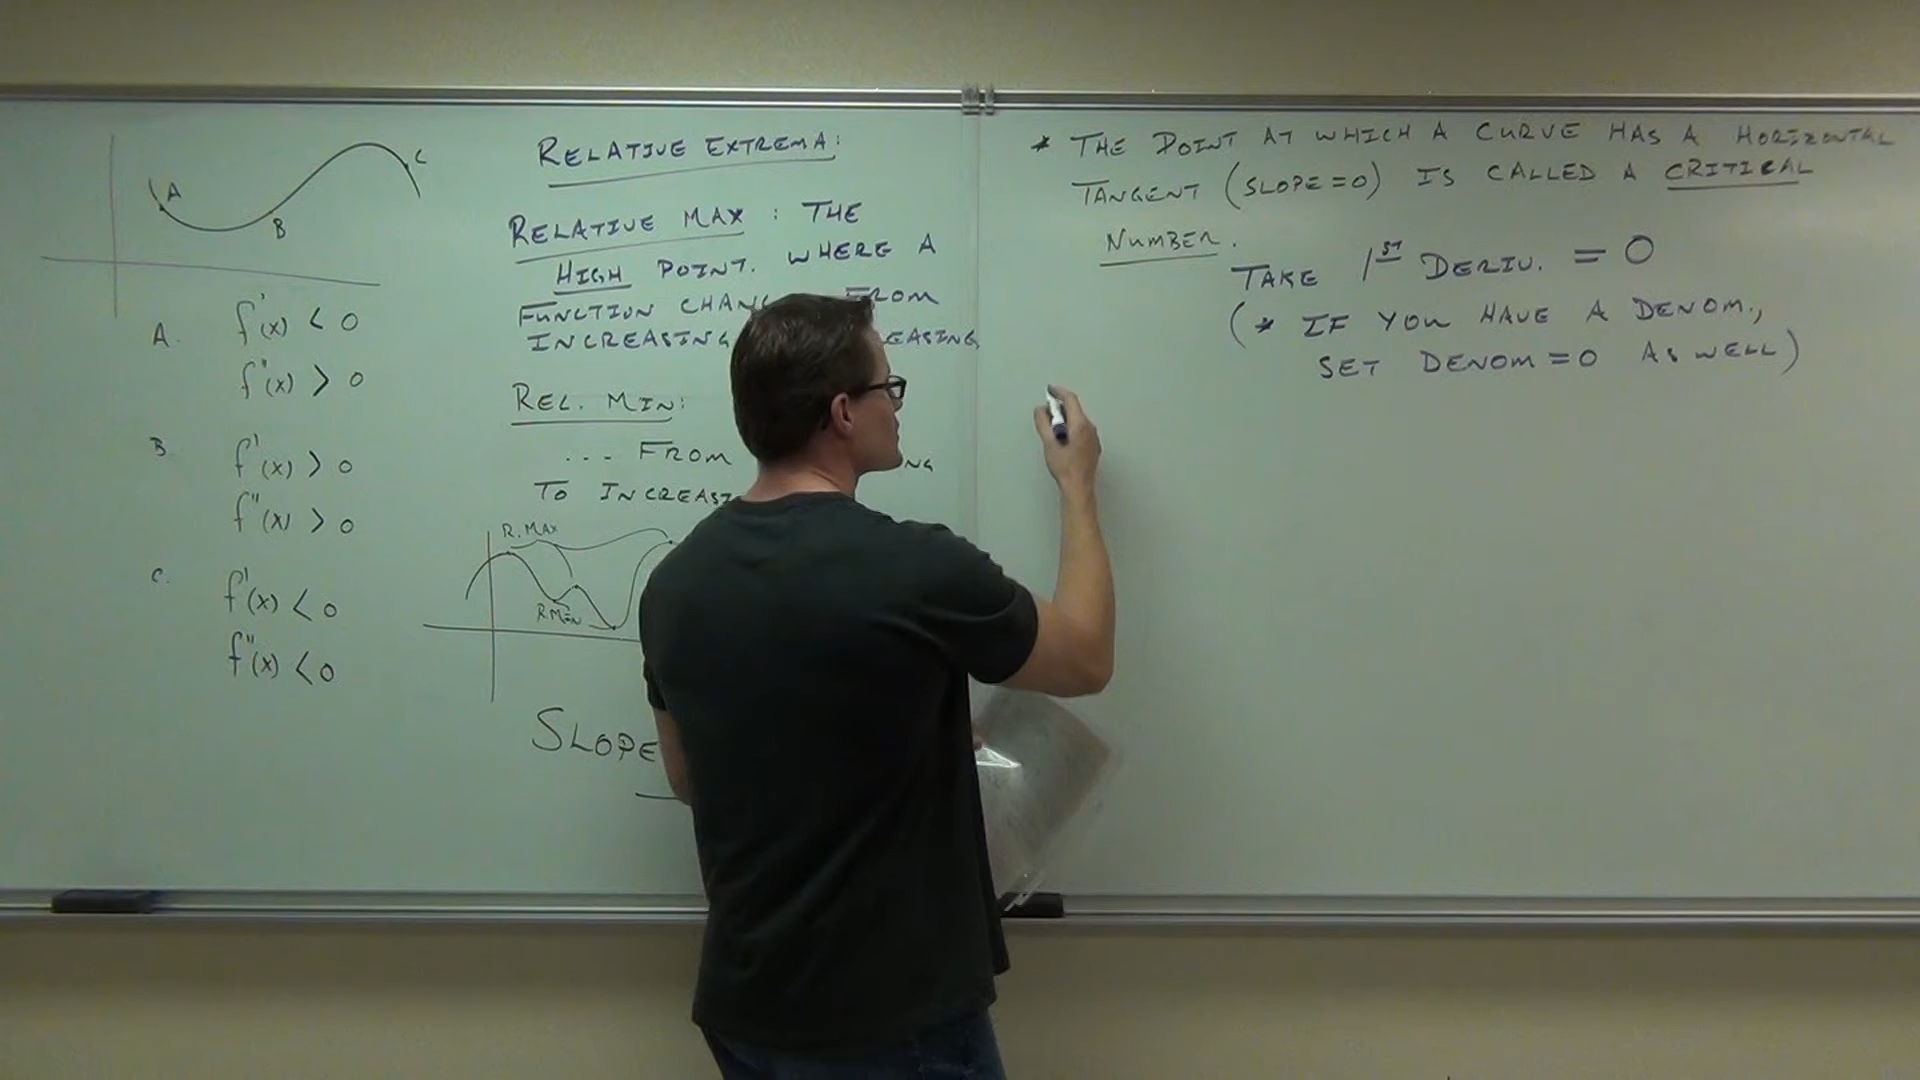 A
B
C
A. f'(x) < 0
f''(x) > 0
B. f'(x) > 0
f''(x) > 0
C. f'(x) < 0
f''(x) < 0
RELATIVE EXTREMA:
RELATIVE MAX : THE
HIGH POINT. WHERE A
FUNCTION FROM
INCREASING
REL. MIN:
... FROM
TO
R. MAX
R.MIN
SLOPE
* THE POINT AT WHICH A CURVE HAS A HORIZONTAL
TANGENT (SLOPE=0) IS CALLED A CRITICAL
NUMBER.
TAKE 1ST DERIV. = 0
(* IF YOU HAVE A DENOM.,
SET DENOM=0 AS WELL)